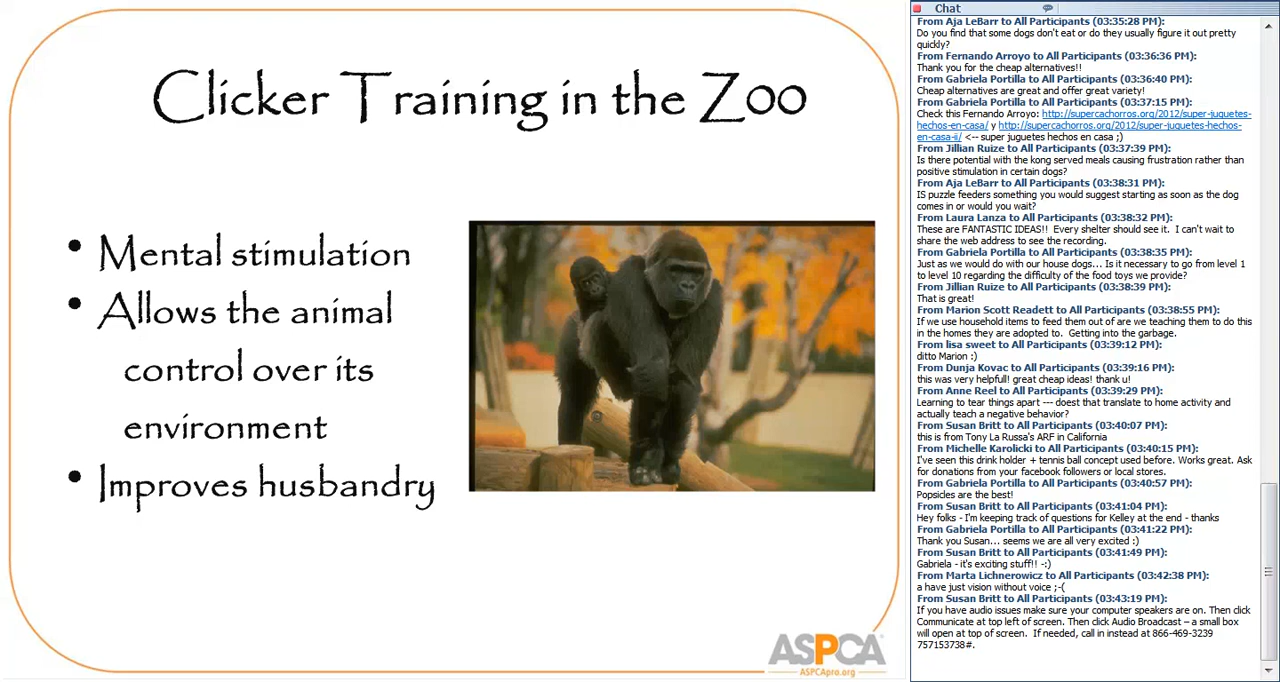 Clicker Training in the Zoo
• Mental stimulation
• Allows the animal
control over its
environment
• Improves husbandry
ASPCA
ASPCApro.org
Chat
From Aja LeBarr to All Participants (03:35:28 PM):
Do you find that some dogs don't eat or do they usually figure it out pretty
quickly?
From Fernando Arroyo to All Participants (03:36:36 PM):
Thank you for the cheap alternatives!!
From Gabriela Portilla to All Participants (03:36:40 PM):
Cheap alternatives are great and offer great variety!
From Gabriela Portilla to All Participants (03:37:15 PM):
Check this Fernando Arroyo: http://supercachorros.org/2012/super-juguetes-
hechos-en-casa/ y http://supercachorros.org/2012/super-juguetes-hechos-
en-casa-ii/ <-- super juguetes hechos en casa ;)
From Jillian Ruize to All Participants (03:37:39 PM):
Is there potential with the kong served meals causing frustration rather than
positive stimulation in certain dogs?
From Aja LeBarr to All Participants (03:38:31 PM):
IS puzzle feeders something you would suggest starting as soon as the dog
comes in or would you wait?
From Laura Lanza to All Participants (03:38:32 PM):
These are FANTASTIC IDEAS!! Every shelter should see it. I can't wait to
share the web address to see the recording.
From Gabriela Portilla to All Participants (03:38:35 PM):
Just as we would do with our house dogs... Is it necessary to go from level 1
to level 10 regarding the difficulty of the food toys we provide?
From Jillian Ruize to All Participants (03:38:39 PM):
That is great!
From Marion Scott Readett to All Participants (03:38:55 PM):
If we use household items to feed them out of are we teaching them to do this
in the homes they are adopted to. Getting into the garbage.
From lisa sweet to All Participants (03:39:12 PM):
ditto Marion :)
From Dunja Kovac to All Participants (03:39:16 PM):
this was very helpfull! great cheap ideas! thank u!
From Anne Reel to All Participants (03:39:29 PM):
Learning to tear things apart --- doest that translate to home activity and
actually teach a negative behavior?
From Susan Britt to All Participants (03:40:07 PM):
this is from Tony La Russa's ARF in California
From Michelle Karolicki to All Participants (03:40:15 PM):
I've seen this drink holder + tennis ball concept used before. Works great. Ask
for donations from your facebook followers or local stores.
From Gabriela Portilla to All Participants (03:40:57 PM):
Popsicles are the best!
From Susan Britt to All Participants (03:41:04 PM):
Hey folks - I'm keeping track of questions for Kelley at the end - thanks
From Gabriela Portilla to All Participants (03:41:22 PM):
Thank you Susan... seems we are all very excited :)
From Susan Britt to All Participants (03:41:49 PM):
Gabriela - it's exciting stuff!! -:)
From Marta Lichnerowicz to All Participants (03:42:38 PM):
a have just vision without voice ;-(
From Susan Britt to All Participants (03:43:19 PM):
If you have audio issues make sure your computer speakers are on. Then click
Communicate at top left of screen. Then click Audio Broadcast – a small box
will open at top of screen. If needed, call in instead at 866-469-3239
757153738#.